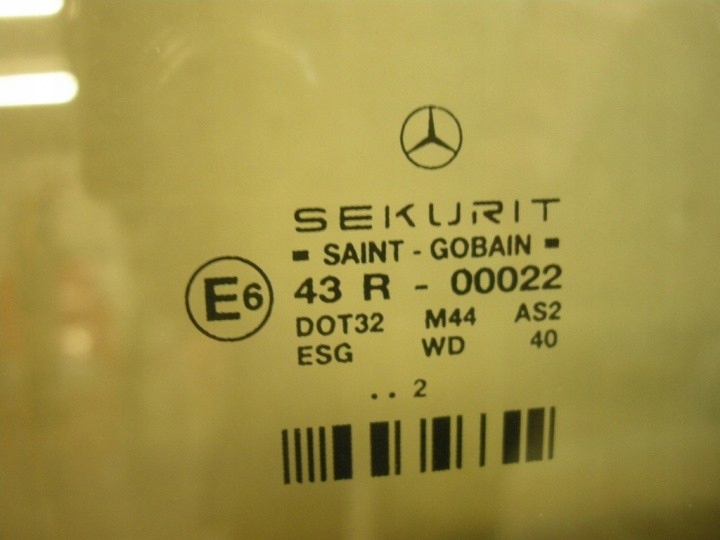 SEKURIT
- SAINT - GOBAIN -
E6 43 R - 00022
DOT32 M44 AS2
ESG WD 40
.. 2